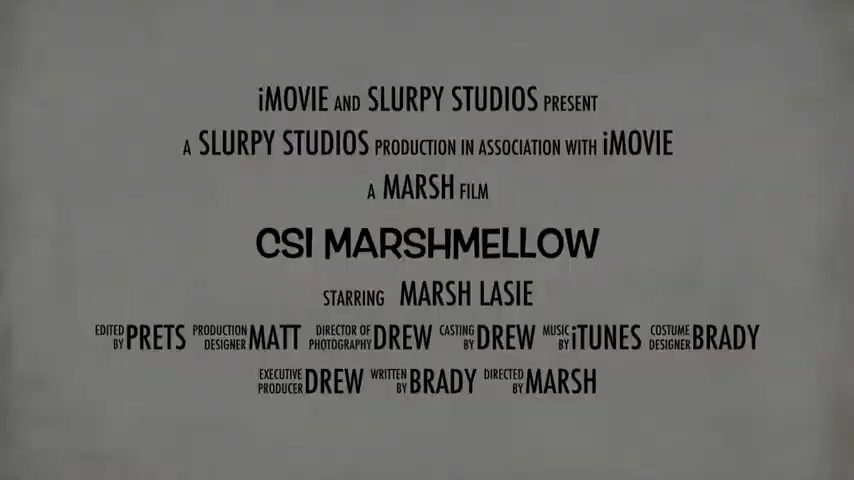 iMOVIE AND SLURPY STUDIOS PRESENT
A SLURPY STUDIOS PRODUCTION IN ASSOCIATION WITH iMOVIE
A MARSH FILM
CSI MARSHMELLOW
STARRING MARSH LASIE
EDITED BY PRETS PRODUCTION DESIGNER MATT DIRECTOR OF PHOTOGRAPHY DREW CASTING BY DREW MUSIC BY iTUNES COSTUME DESIGNER BRADY
EXECUTIVE PRODUCER DREW WRITTEN BY BRADY DIRECTED BY MARSH